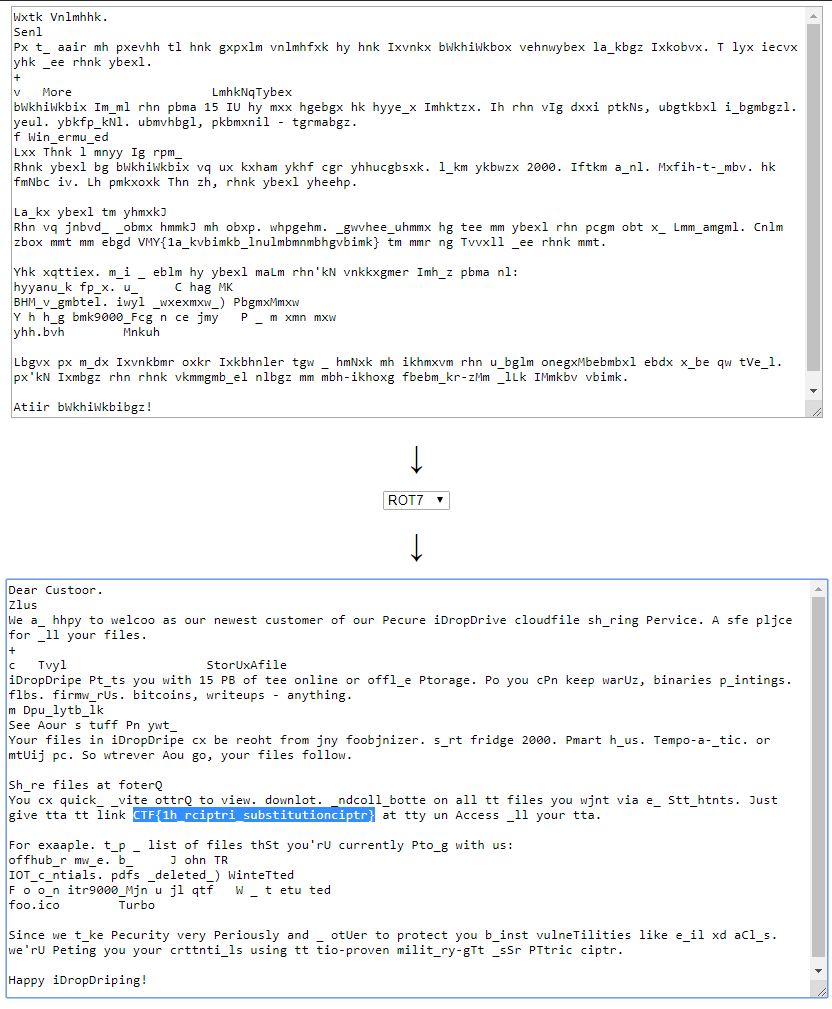 Wxtk Vnlmhhk.
Senl
Px t_ aair mh pxevhh tl hnk gxpxlm vnlmhfxk hy hnk Ixvnkx bWkhiWkbox vehnwybex la_kbgz Ixkobvx. T lyx iecvx
yhk _ee rhnk ybexl.
+
v   More                    LmhkNqTybex
bWkhiWkbix Im_ml rhn pbma 15 IU hy mxx hgebgx hk hyye_x Imhktzx. Ih rhn vIg dxxi ptkNs, ubgtkbxl i_bgmbgzl.
yeul. ybkfp_kNl. ubmvhbgl, pkbmxnil - tgrmabgz.
f Win_ermu_ed
Lxx Thnk l mnyy Ig rpm_
Rhnk ybexl bg bWkhiWkbix vq ux kxham ykhf cgr yhhucgbsxk. l_km ykbwzx 2000. Iftkm a_nl. Mxfih-t-_mbv. hk
fmNbc iv. Lh pmkxoxk Thn zh, rhnk ybexl yheehp.

La_kx ybexl tm yhmxkJ
Rhn vq jnbvd_ _obmx hmmkJ mh obxp. whpgehm. _gwvhee_uhmmx hg tee mm ybexl rhn pcgm obt x_ Lmm_amgml. Cnlm
zbox mmt mm ebgd VMY{1a_kvbimkb_lnulmbmnmbhgvbimk} tm mmr ng Tvvxll _ee rhnk mmt.

Yhk xqttiex. m_i _ eblm hy ybexl maLm rhn'kN vnkkxgmer Imh_z pbma nl:
hyyanu_k fp_x. u_     C hag MK
BHM_v_gmbtel. iwyl _wxexmxw_) PbgmxMmxw
Y h h_g bmk9000_Fcg n ce jmy   P _ m xmn mxw
yhh.bvh        Mnkuh

Lbgvx px m_dx Ixvnkbmr oxkr Ixkbhnler tgw _ hmNxk mh ikhmxvm rhn u_bglm onegxMbebmbxl ebdx x_be qw tVe_l.
px'kN Ixmbgz rhn rhnk vkmmgmb_el nlbgz mm mbh-ikhoxg fbebm_kr-zMm _lLk IMmkbv vbimk.

Atiir bWkhiWkbibgz!
↓
ROT7
↓
Dear Custoor.
Zlus
We a_ hhpy to welcoo as our newest customer of our Pecure iDropDrive cloudfile sh_ring Pervice. A sfe pljce
for _ll your files.
+
c   Tvyl                    StorUxAfile
iDropDripe Pt_ts you with 15 PB of tee online or offl_e Ptorage. Po you cPn keep warUz, binaries p_intings.
flbs. firmw_rUs. bitcoins, writeups - anything.
m Dpu_lytb_lk
See Aour s tuff Pn ywt_
Your files in iDropDripe cx be reoht from jny foobjnizer. s_rt fridge 2000. Pmart h_us. Tempo-a-_tic. or
mtUij pc. So wtrever Aou go, your files follow.

Sh_re files at foterQ
You cx quick_ _vite ottrQ to view. downlot. _ndcoll_botte on all tt files you wjnt via e_ Stt_htnts. Just
give tta tt link CTF{1h_rciptri_substitutionciptr} at tty un Access _ll your tta.

For exaaple. t_p _ list of files thSt you'rU currently Pto_g with us:
offhub_r mw_e. b_     J ohn TR
IOT_c_ntials. pdfs _deleted_) WinteTted
F o o_n itr9000_Mjn u jl qtf   W _ t etu ted
foo.ico        Turbo

Since we t_ke Pecurity very Periously and _ otUer to protect you b_inst vulneTilities like e_il xd aCl_s.
we'rU Peting you your crttnti_ls using tt tio-proven milit_ry-gTt _sSr PTtric ciptr.

Happy iDropDriping!